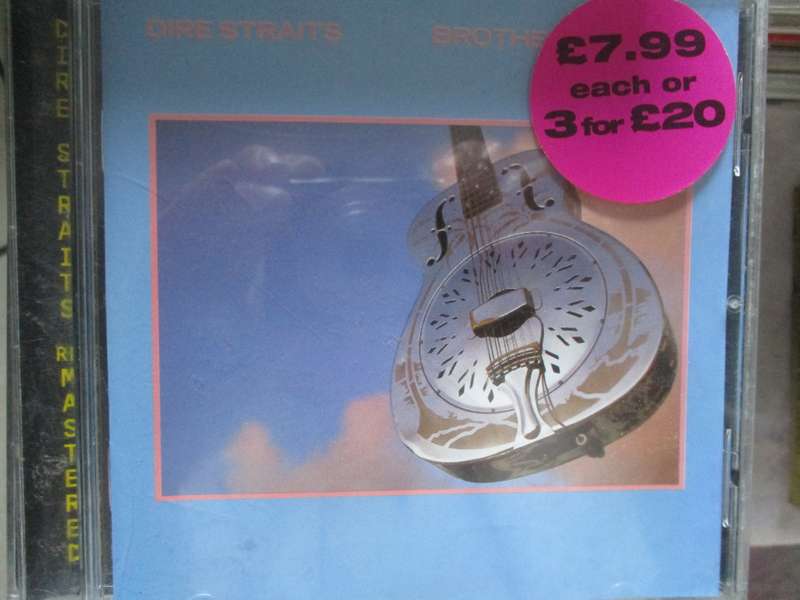 DIRE STRAITS BROTHE
£7.99
each or
3 for £20
DIRE STRAITS REMASTERED